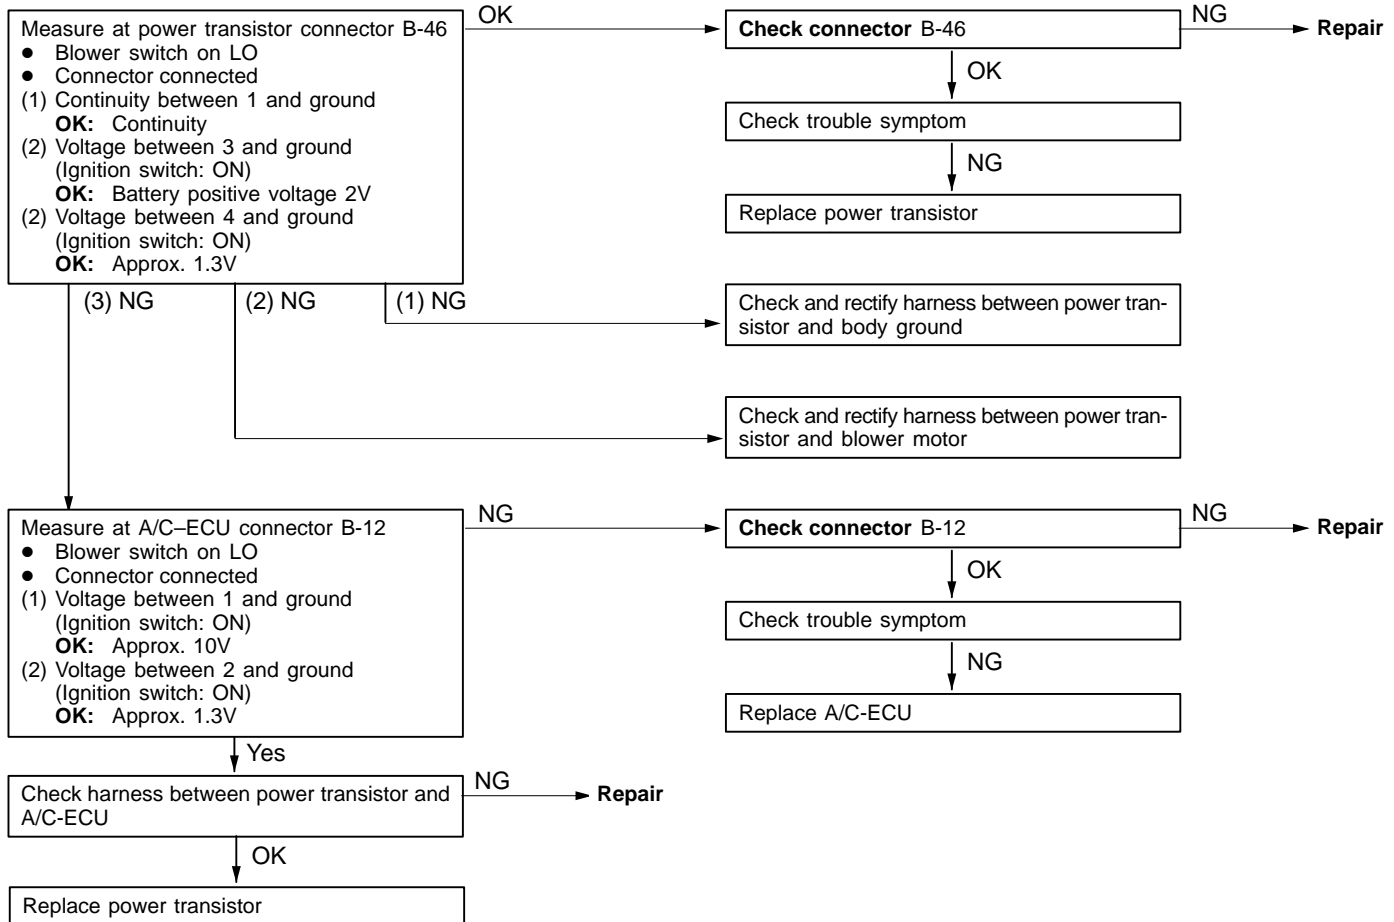 Measure at power transistor connector B-46
● Blower switch on LO
● Connector connected
(1) Continuity between 1 and ground
OK: Continuity
(2) Voltage between 3 and ground
(Ignition switch: ON)
OK: Battery positive voltage 2V
(2) Voltage between 4 and ground
(Ignition switch: ON)
OK: Approx. 1.3V
OK
Check connector B-46
NG
Repair
OK
Check trouble symptom
NG
Replace power transistor
(3) NG
(2) NG
(1) NG
Check and rectify harness between power tran-
sistor and body ground
Check and rectify harness between power tran-
sistor and blower motor
Measure at A/C–ECU connector B-12
● Blower switch on LO
● Connector connected
(1) Voltage between 1 and ground
(Ignition switch: ON)
OK: Approx. 10V
(2) Voltage between 2 and ground
(Ignition switch: ON)
OK: Approx. 1.3V
NG
Check connector B-12
NG
Repair
OK
Check trouble symptom
NG
Replace A/C-ECU
Yes
Check harness between power transistor and
A/C-ECU
NG
Repair
OK
Replace power transistor